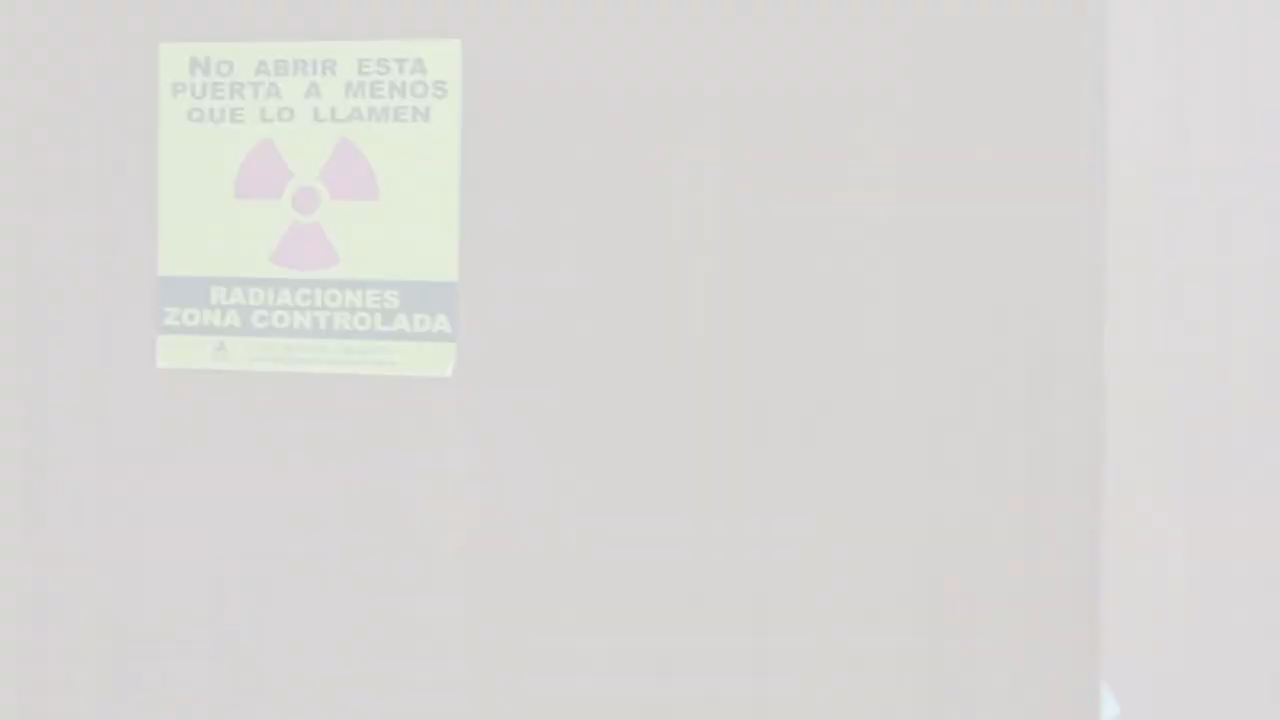 No ABRIR ESTA
PUERTA A MENOS
QUE LO LLAMEN
RADIACIONES
ZONA CONTROLADA